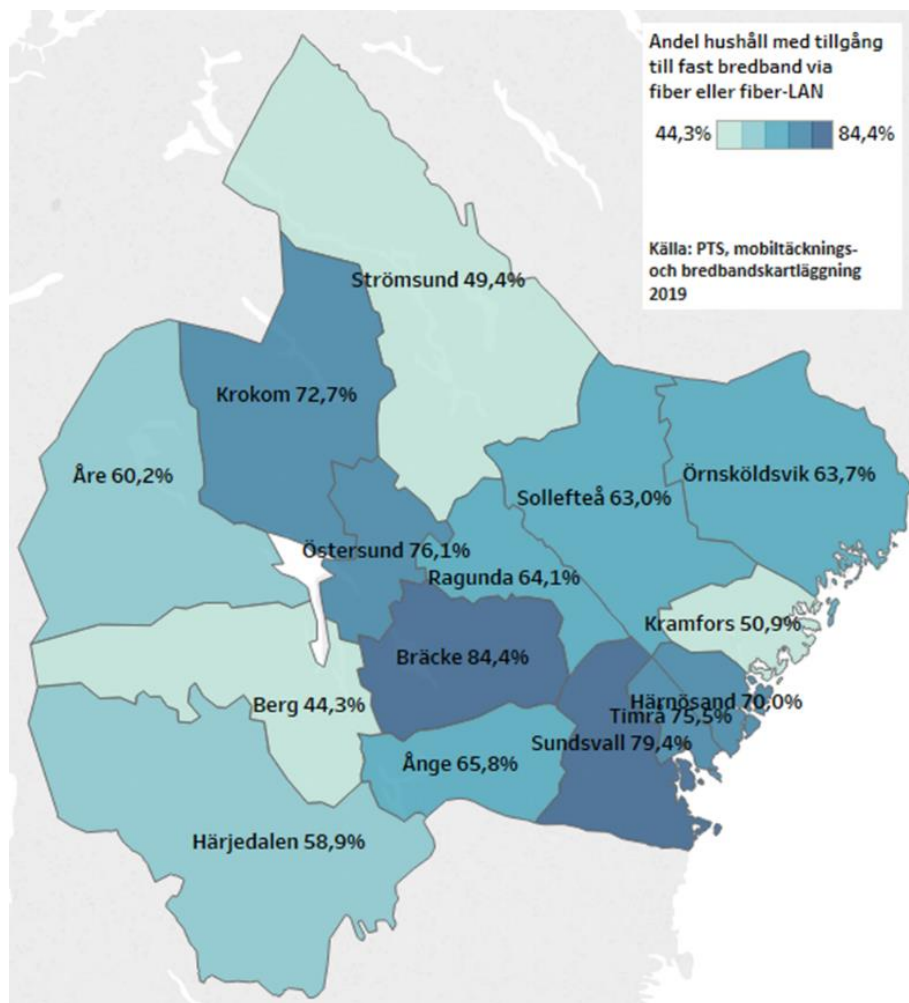 Andel hushåll med tillgång
till fast bredband via
fiber eller fiber-LAN
44,3% 84,4%
Källa: PTS, mobiltäcknings-
och bredbandskartläggning
2019
Strömsund 49,4%
Krokom 72,7%
Åre 60,2%
Örnsköldsvik 63,7%
Sollefteå 63,0%
Östersund 76,1%
Ragunda 64,1%
Kramfors 50,9%
Bräcke 84,4%
Härnösand 70,0%
Berg 44,3%
Timrå 75,5%
Sundsvall 79,4%
Ånge 65,8%
Härjedalen 58,9%